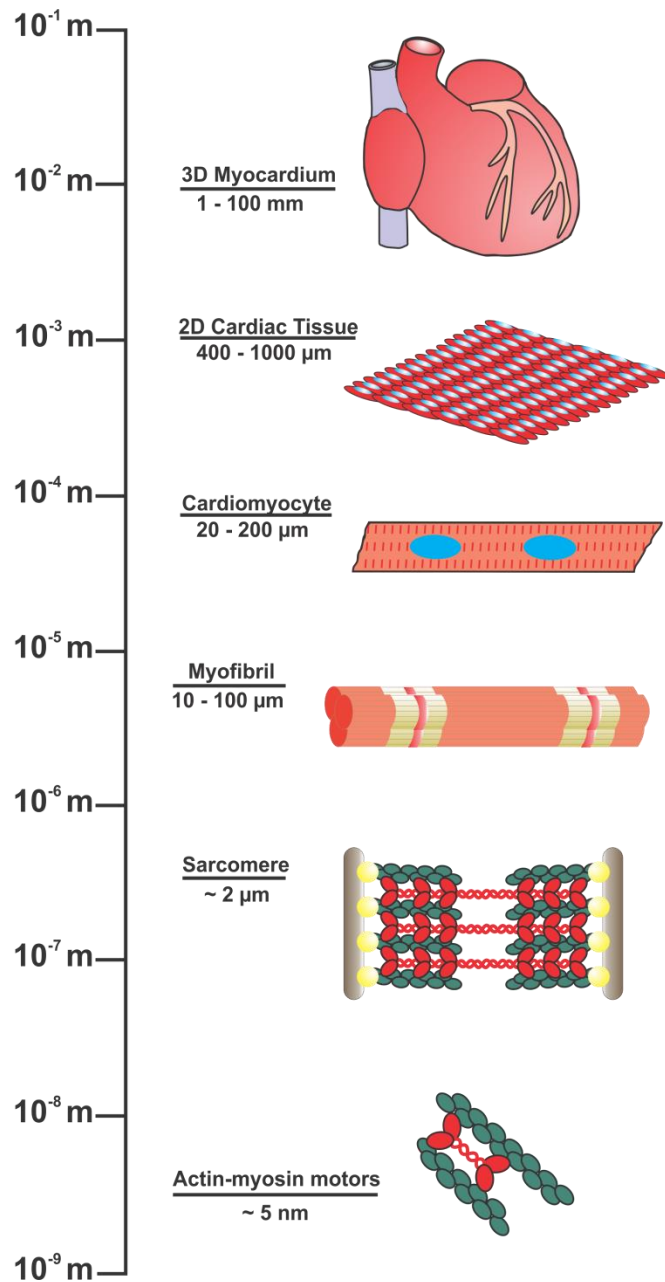 10⁻¹ m
10⁻² m
3D Myocardium
1 - 100 mm
10⁻³ m
2D Cardiac Tissue
400 - 1000 µm
10⁻⁴ m
Cardiomyocyte
20 - 200 µm
10⁻⁵ m
Myofibril
10 - 100 µm
10⁻⁶ m
Sarcomere
~ 2 µm
10⁻⁷ m
10⁻⁸ m
Actin-myosin motors
~ 5 nm
10⁻⁹ m